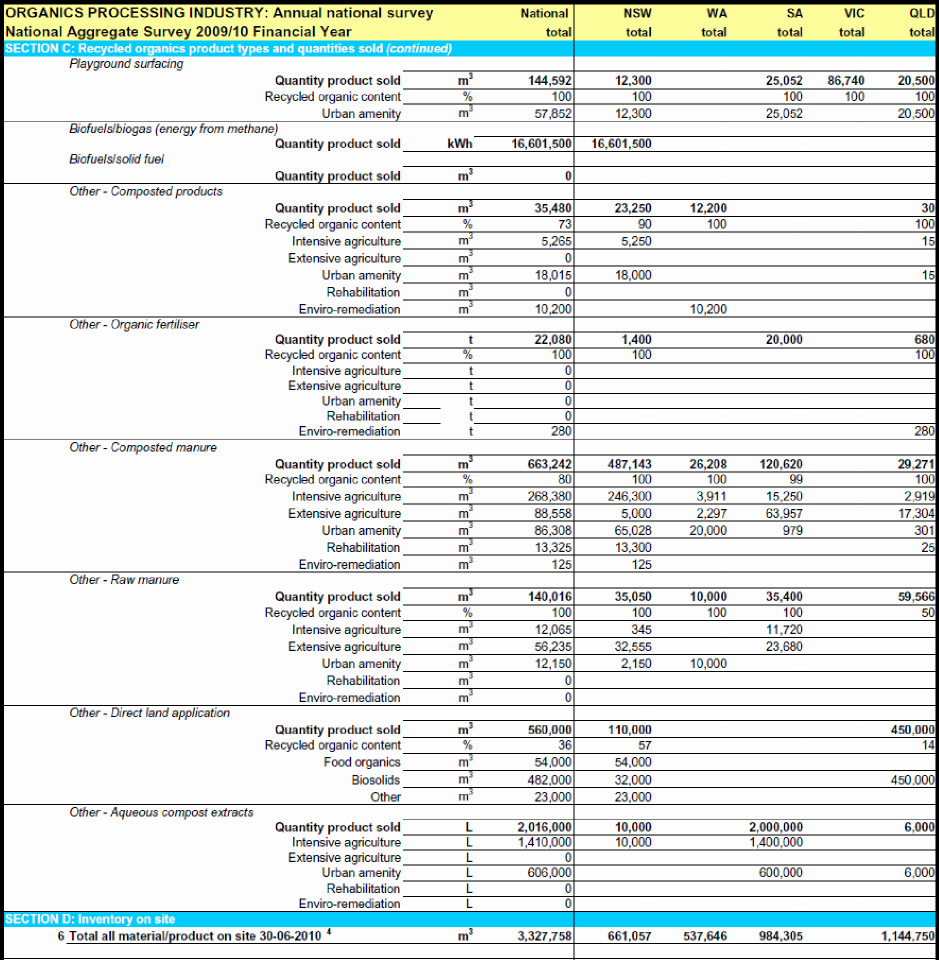 ORGANICS PROCESSING INDUSTRY: Annual national survey National NSW WA SA VIC QLD
National Aggregate Survey 2009/10 Financial Year total total total total total total
SECTION C: Recycled organics product types and quantities sold (continued)
Playground surfacing
Quantity product sold m³ 144,592 12,300 25,052 86,740 20,500
Recycled organic content % 100 100 100 100 100
Urban amenity m³ 57,852 12,300 25,052 20,500
Biofuels/biogas (energy from methane)
Quantity product sold kWh 16,601,500 16,601,500
Biofuels/solid fuel
Quantity product sold m³ 0
Other - Composted products
Quantity product sold m³ 35,480 23,250 12,200 30
Recycled organic content % 73 90 100 100
Intensive agriculture m³ 5,265 5,250 15
Extensive agriculture m³ 0
Urban amenity m³ 18,015 18,000 15
Rehabilitation m³ 0
Enviro-remediation m³ 10,200 10,200
Other - Organic fertiliser
Quantity product sold t 22,080 1,400 20,000 680
Recycled organic content % 100 100 100
Intensive agriculture t 0
Extensive agriculture t 0
Urban amenity t 0
Rehabilitation t 0
Enviro-remediation t 280 280
Other - Composted manure
Quantity product sold m³ 663,242 487,143 26,208 120,620 29,271
Recycled organic content % 80 100 100 99 100
Intensive agriculture m³ 268,380 246,300 3,911 15,250 2,919
Extensive agriculture m³ 88,558 5,000 2,297 63,957 17,304
Urban amenity m³ 86,308 65,028 20,000 979 301
Rehabilitation m³ 13,325 13,300 25
Enviro-remediation m³ 125 125
Other - Raw manure
Quantity product sold m³ 140,016 35,050 10,000 35,400 59,566
Recycled organic content % 100 100 100 100 50
Intensive agriculture m³ 12,065 345 11,720
Extensive agriculture m³ 56,235 32,555 23,680
Urban amenity m³ 12,150 2,150 10,000
Rehabilitation m³ 0
Enviro-remediation m³ 0
Other - Direct land application
Quantity product sold m³ 560,000 110,000 450,000
Recycled organic content % 36 57 14
Food organics m³ 54,000 54,000
Biosolids m³ 482,000 32,000 450,000
Other m³ 23,000 23,000
Other - Aqueous compost extracts
Quantity product sold L 2,016,000 10,000 2,000,000 6,000
Intensive agriculture L 1,410,000 10,000 1,400,000
Extensive agriculture L 0
Urban amenity L 606,000 600,000 6,000
Rehabilitation L 0
Enviro-remediation L 0
SECTION D: Inventory on site
6 Total all material/product on site 30-06-2010 ⁴ m³ 3,327,758 661,057 537,646 984,305 1,144,750